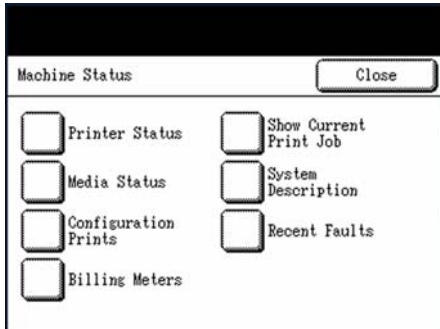 Machine Status
Close
Printer Status
Media Status
Configuration
Prints
Billing Meters
Show Current
Print Job
System
Description
Recent Faults